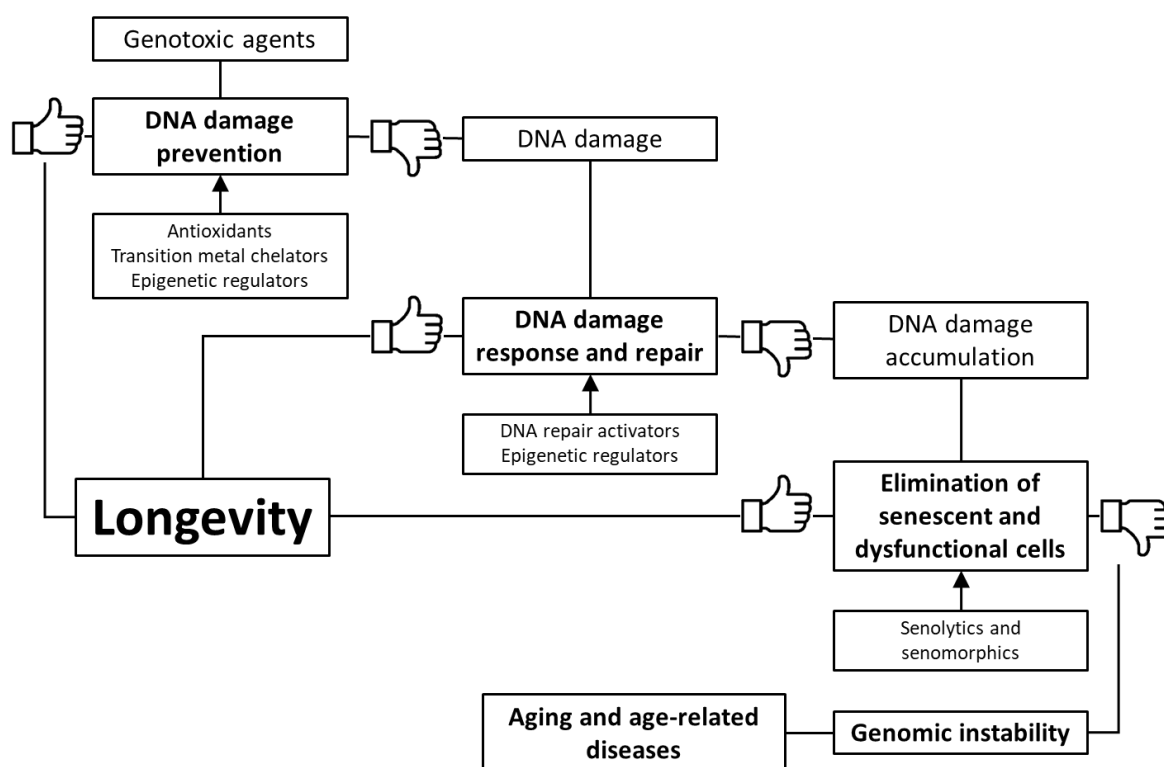 Genotoxic agents
DNA damage
prevention
DNA damage
Antioxidants
Transition metal chelators
Epigenetic regulators
DNA damage
response and repair
DNA damage
accumulation
DNA repair activators
Epigenetic regulators
Longevity
Elimination of
senescent and
dysfunctional cells
Senolytics and
senomorphics
Aging and age-related
diseases
Genomic instability